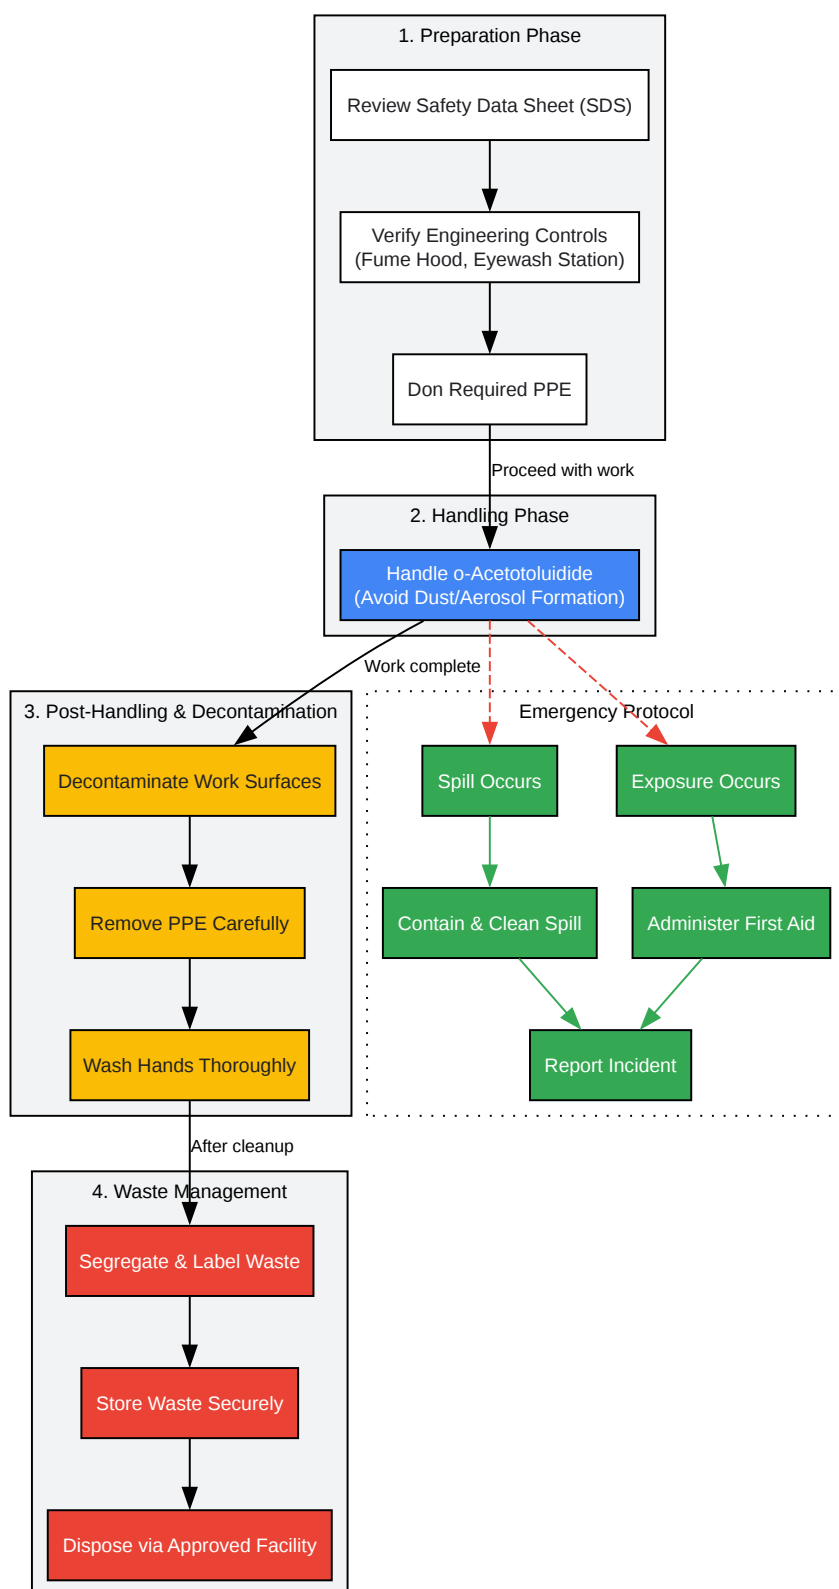 1. Preparation Phase
Review Safety Data Sheet (SDS)
Verify Engineering Controls
(Fume Hood, Eyewash Station)
Don Required PPE
Proceed with work
2. Handling Phase
Handle o-Acetotoluidide
(Avoid Dust/Aerosol Formation)
Work complete
3. Post-Handling & Decontamination
Decontaminate Work Surfaces
Remove PPE Carefully
Wash Hands Thoroughly
Emergency Protocol
Spill Occurs
Exposure Occurs
Contain & Clean Spill
Administer First Aid
Report Incident
After cleanup
4. Waste Management
Segregate & Label Waste
Store Waste Securely
Dispose via Approved Facility